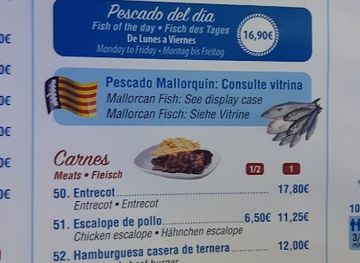 Pescado del día
Fish of the day • Fisch des Tages
De Lunes a Viernes
Monday to Friday • Montag bis Freitag
16,90€
Pescado Mallorquín: Consulte vitrina
Mallorcan Fish: See display case
Mallorcan Fisch: Siehe Vitrine
Carnes
Meats • Fleisch
1/2 1
50. Entrecot 17,80€
Entrecot • Entrecot
51. Escalope de pollo 6,50€ 11,25€
Chicken escalope • Hähnchen escalope
52. Hamburguesa casera de ternera 12,00€
beef burger